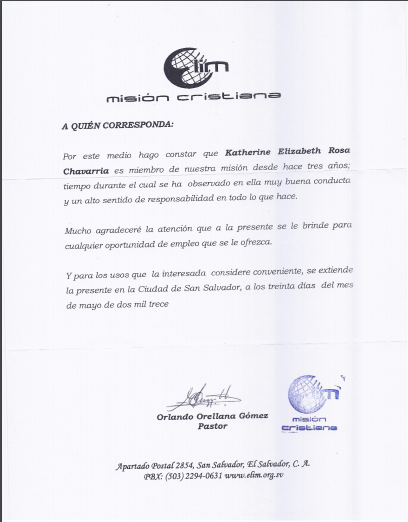 elim
misión cristiana
A QUIÉN CORRESPONDA:
Por este medio hago constar que Katherine Elizabeth Rosa
Chavarria es miembro de nuestra misión desde hace tres años;
tiempo durante el cual se ha observado en ella muy buena conducta
y un alto sentido de responsabilidad en todo lo que hace.
Mucho agradeceré la atención que a la presente se le brinde para
cualquier oportunidad de empleo que se le ofrezca.
Y para los usos que la interesada considere conveniente, se extiende
la presente en la Ciudad de San Salvador, a los treinta días del mes
de mayo de dos mil trece
Orlando Orellana Gómez
Pastor
misión
cristiana
Apartado Postal 2854, San Salvador, El Salvador, C. A.
PBX: (503) 2294-0631 www.elim.org.sv